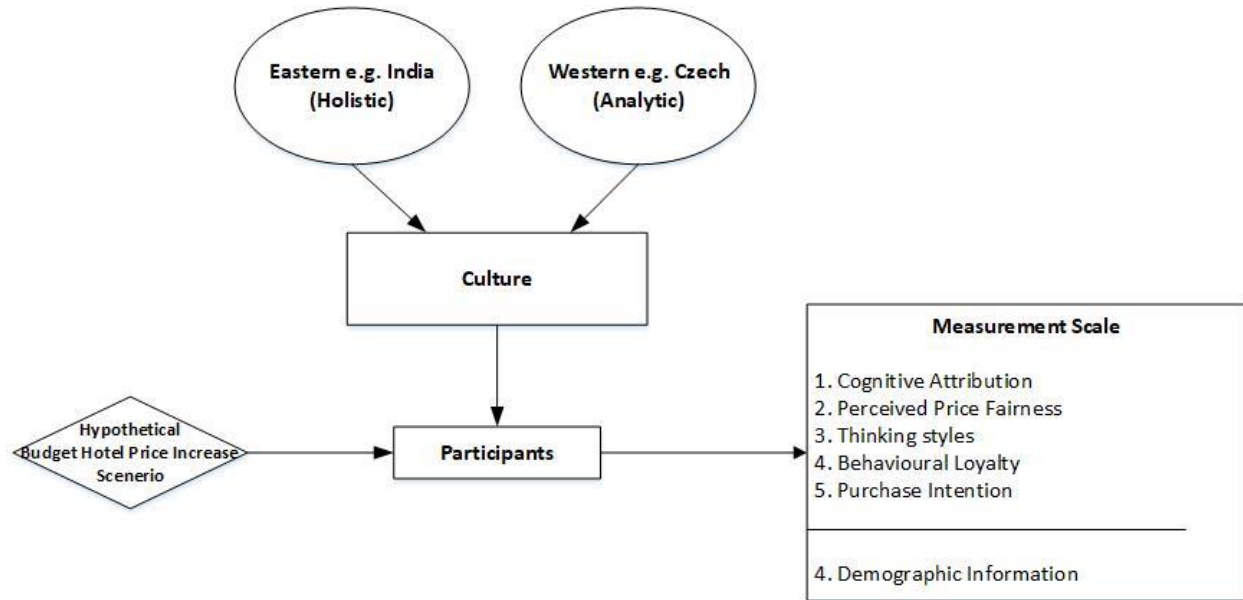 Eastern e.g. India
(Holistic)
Western e.g. Czech
(Analytic)
Culture
Hypothetical
Budget Hotel Price Increase
Scenerio
Participants
Measurement Scale
1. Cognitive Attribution
2. Perceived Price Fairness
3. Thinking styles
4. Behavioural Loyalty
5. Purchase Intention
4. Demographic Information